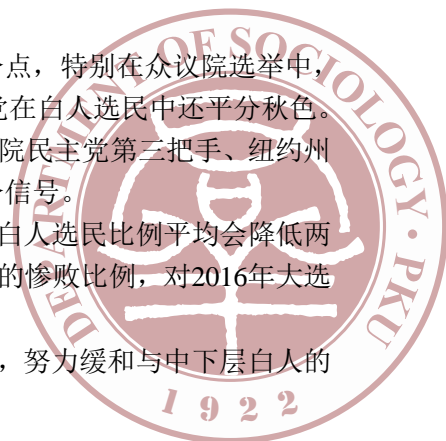 点，特别在众议院选举中，
党在白人选民中还平分秋色。
院民主党第三把手、纽约州
信号。
白人选民比例平均会降低两
的惨败比例，对2016年大选
，努力缓和与中下层白人的
DEPARTMENT OF SOCIOLOGY · PKU
1922